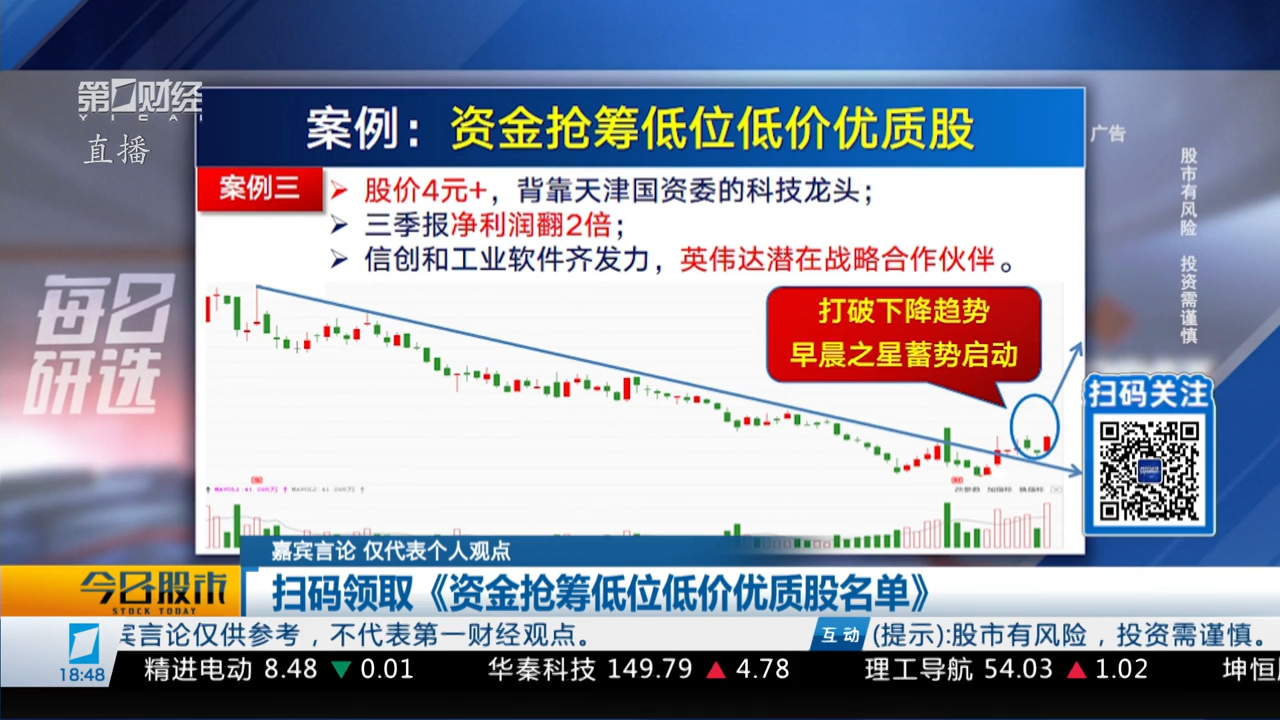 第一财经
YICAI
直播
案例：资金抢筹低位低价优质股
广告
股市有风险 投资需谨慎
案例三
股价4元+，背靠天津国资委的科技龙头；
三季报净利润翻2倍；
信创和工业软件齐发力，英伟达潜在战略合作伙伴。
每日
研选
打破下降趋势
早晨之星蓄势启动
扫码关注
嘉宾言论 仅代表个人观点
今日股市
STOCK TODAY
扫码领取《资金抢筹低位低价优质股名单》
宾言论仅供参考，不代表第一财经观点。
互动
(提示):股市有风险，投资需谨慎。
18:48
精进电动 8.48 ▼ 0.01 华秦科技 149.79 ▲ 4.78 理工导航 54.03 ▲ 1.02 坤恒